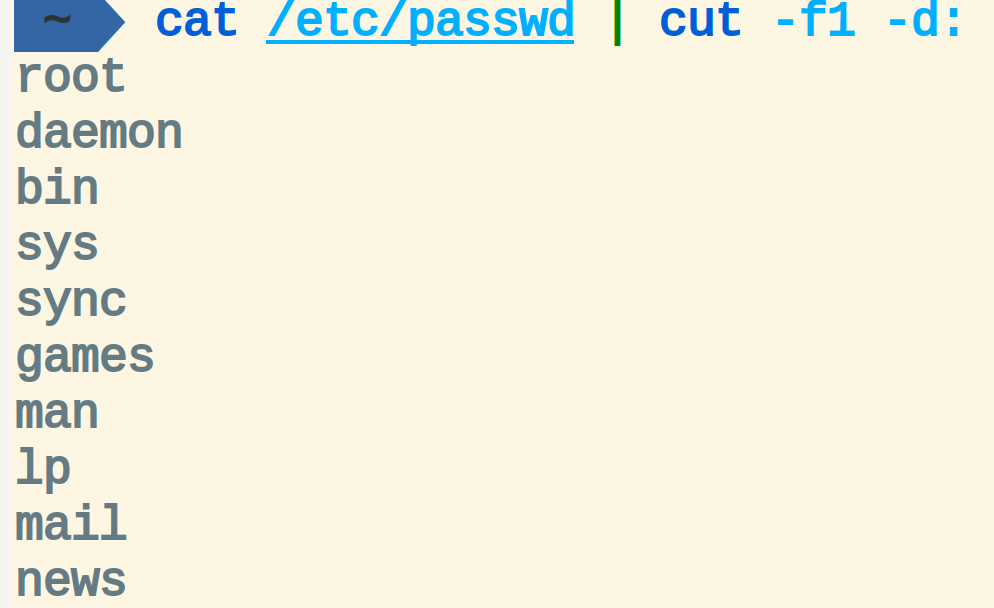 ~ cat /etc/passwd | cut -f1 -d:
root
daemon
bin
sys
sync
games
man
lp
mail
news